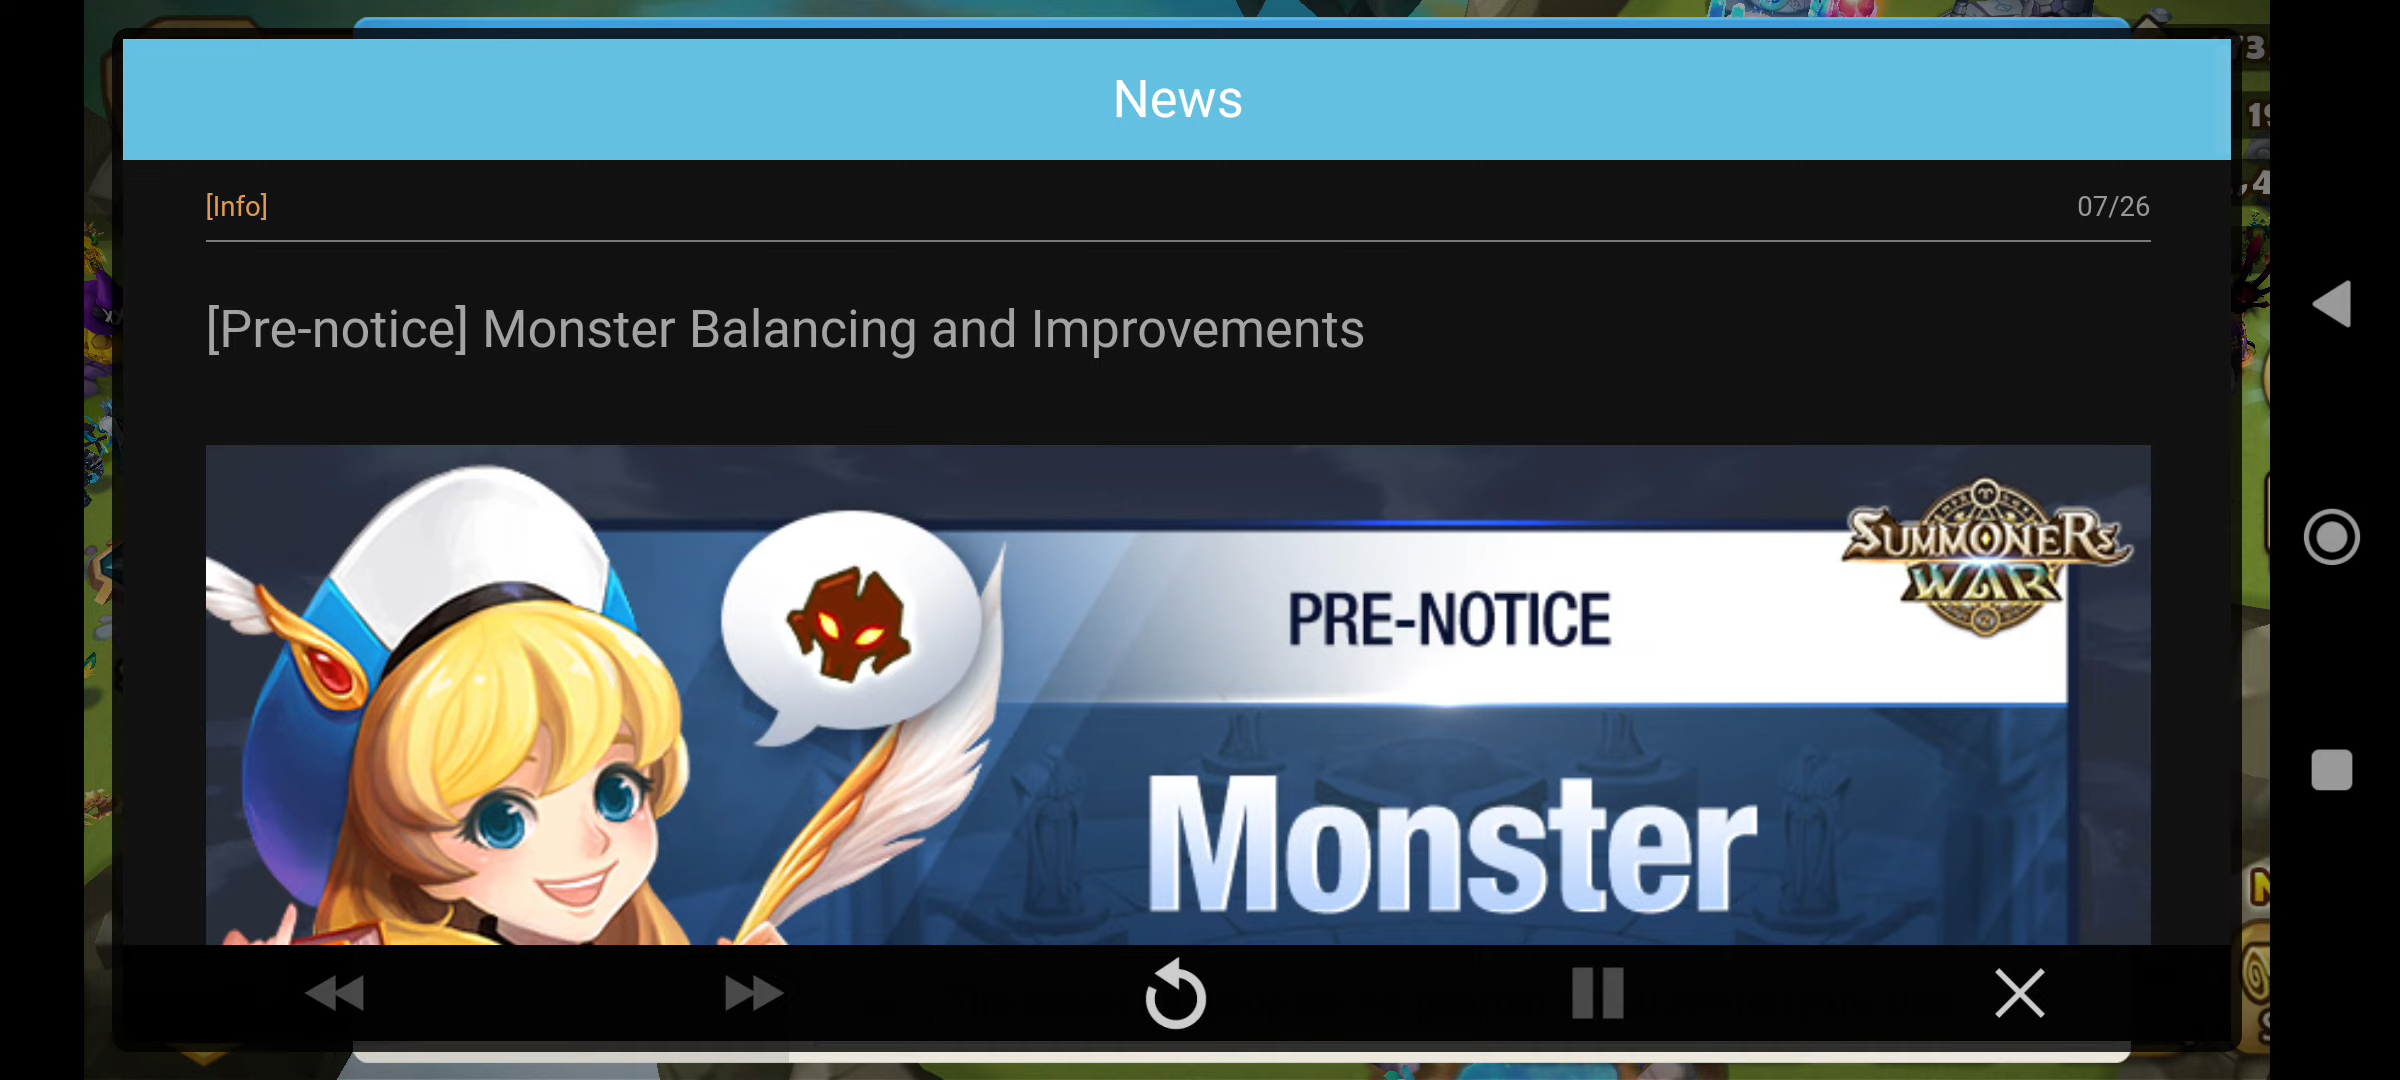 News
[Info] 07/26
[Pre-notice] Monster Balancing and Improvements
SUMMONERS WAR
PRE-NOTICE
Monster